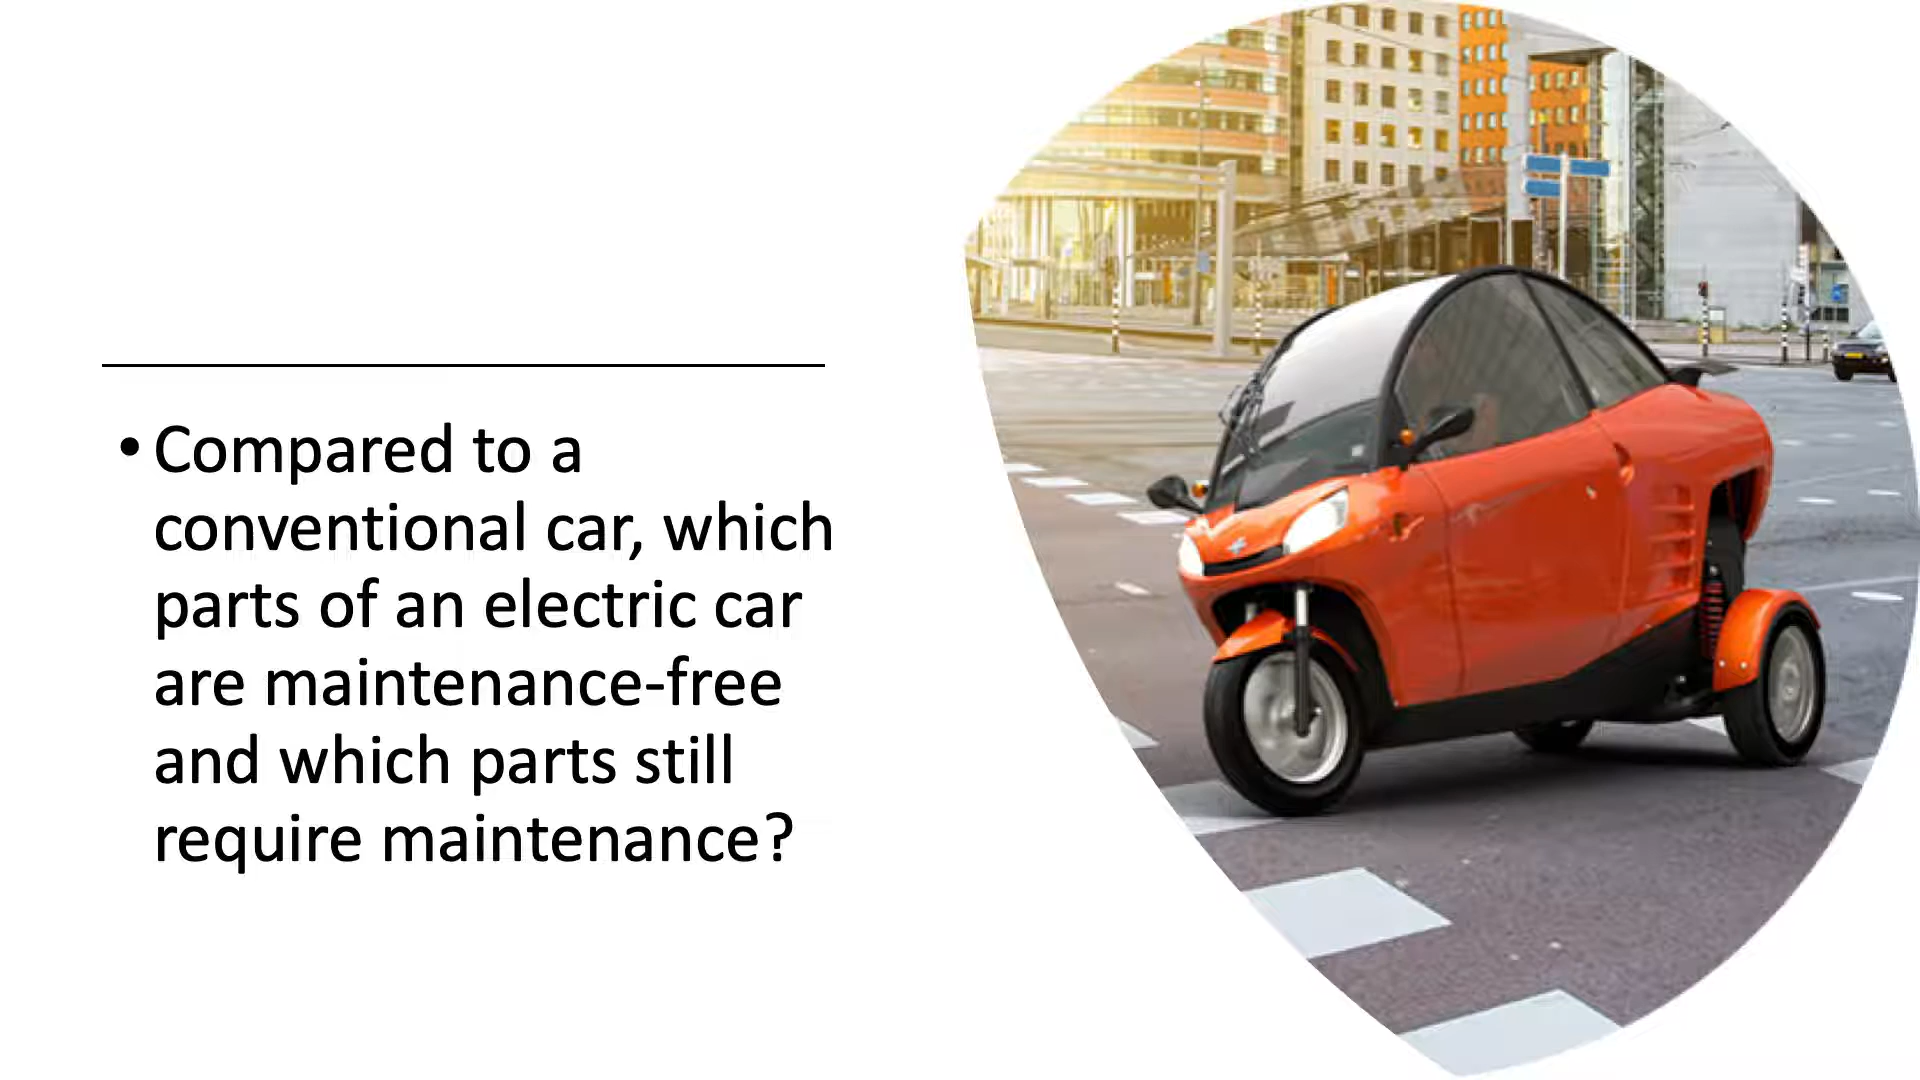 • Compared to a
conventional car, which
parts of an electric car
are maintenance-free
and which parts still
require maintenance?